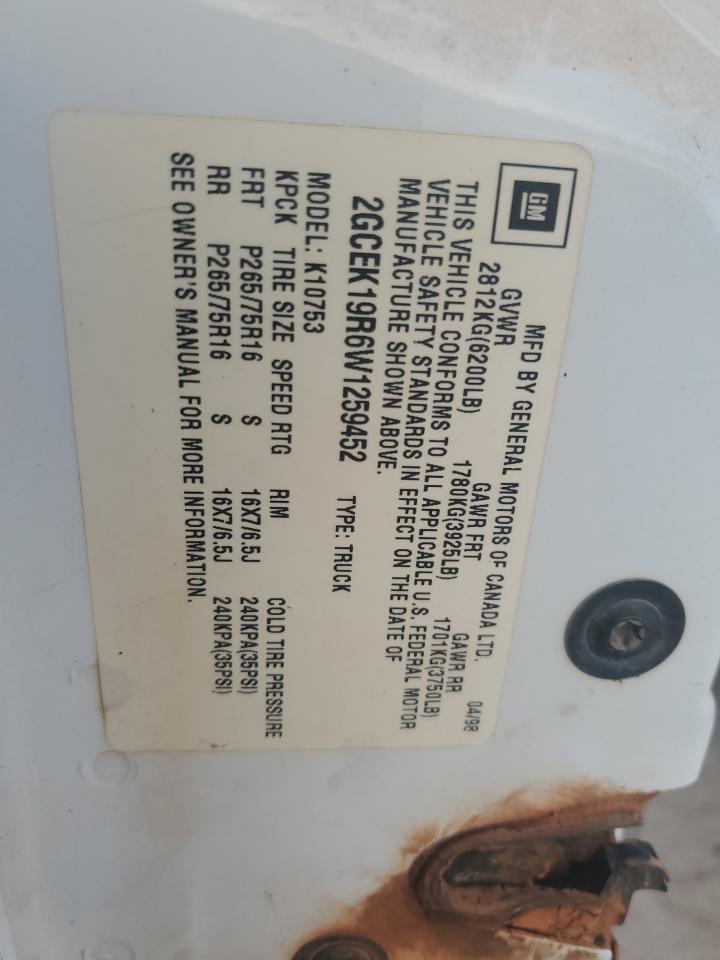 GM
MFD BY GENERAL MOTORS OF CANADA LTD. 04/98
GVWR GAWR FRT GAWR RR
2812KG(6200LB) 1780KG(3925LB) 1701KG(3750LB)
THIS VEHICLE CONFORMS TO ALL APPLICABLE U.S. FEDERAL MOTOR
VEHICLE SAFETY STANDARDS IN EFFECT ON THE DATE OF
MANUFACTURE SHOWN ABOVE.
2GCEK19R6W1259452 TYPE: TRUCK
MODEL: K10753
KPCK TIRE SIZE SPEED RTG RIM COLD TIRE PRESSURE
FRT P265/75R16 S 16X7/6.5J 240KPA(35PSI)
RR P265/75R16 S 16X7/6.5J 240KPA(35PSI)
SEE OWNER'S MANUAL FOR MORE INFORMATION.